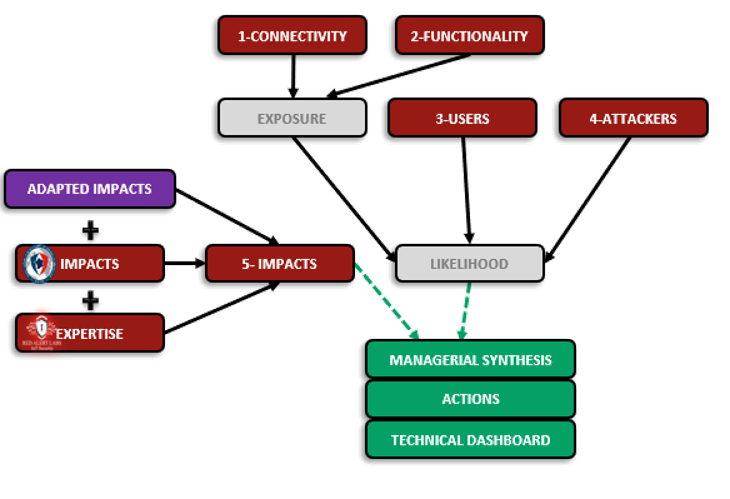 1-CONNECTIVITY
2-FUNCTIONALITY
EXPOSURE
3-USERS
4-ATTACKERS
ADAPTED IMPACTS
+
IMPACTS
5- IMPACTS
LIKELIHOOD
+
EXPERTISE
RED ALERT LABS
IoT Security
MANAGERIAL SYNTHESIS
ACTIONS
TECHNICAL DASHBOARD